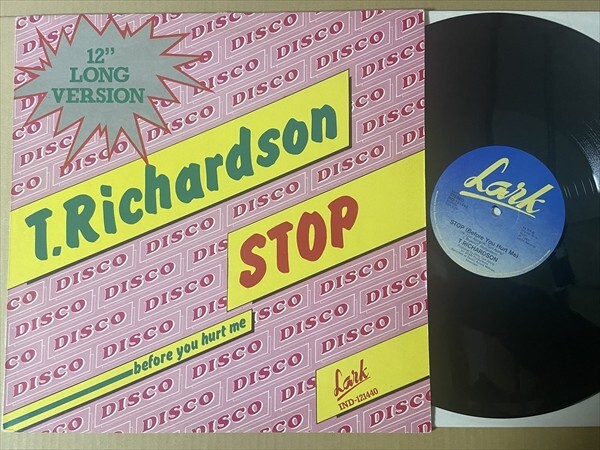 12”
LONG
VERSION
DISCO
T.Richardson
STOP
before you hurt me
Lark
IND-121440
Lark
STOP (Before You Hurt Me)
T. RICHARDSON